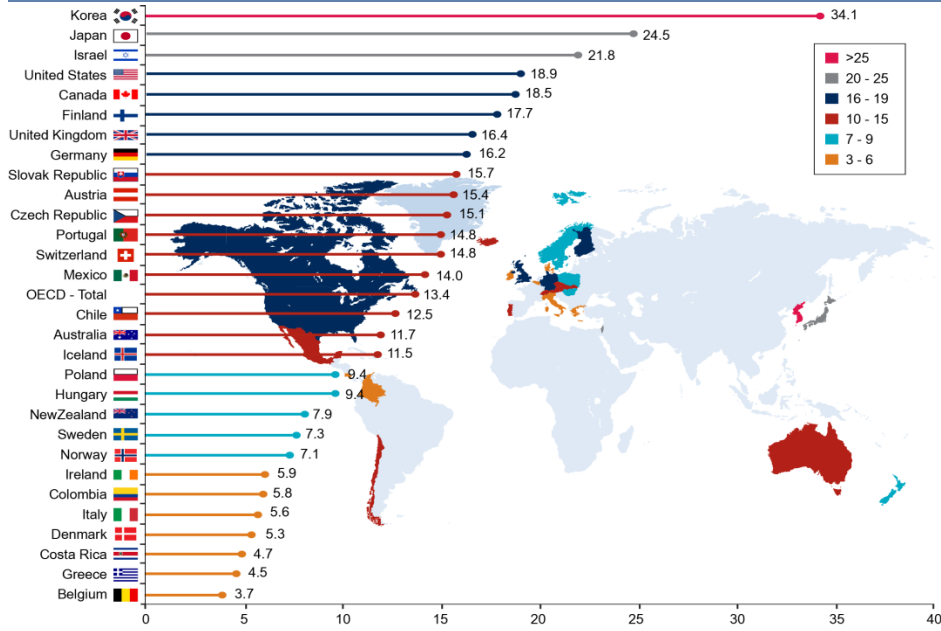 Korea 34.1
Japan 24.5
Israel 21.8
United States 18.9
Canada 18.5
Finland 17.7
United Kingdom 16.4
Germany 16.2
Slovak Republic 15.7
Austria 15.4
Czech Republic 15.1
Portugal 14.8
Switzerland 14.8
Mexico 14.0
OECD - Total 13.4
Chile 12.5
Australia 11.7
Iceland 11.5
Poland 9.4
Hungary 9.4
NewZealand 7.9
Sweden 7.3
Norway 7.1
Ireland 5.9
Colombia 5.8
Italy 5.6
Denmark 5.3
Costa Rica 4.7
Greece 4.5
Belgium 3.7
0 5 10 15 20 25 30 35 40
>25
20 - 25
16 - 19
10 - 15
7 - 9
3 - 6